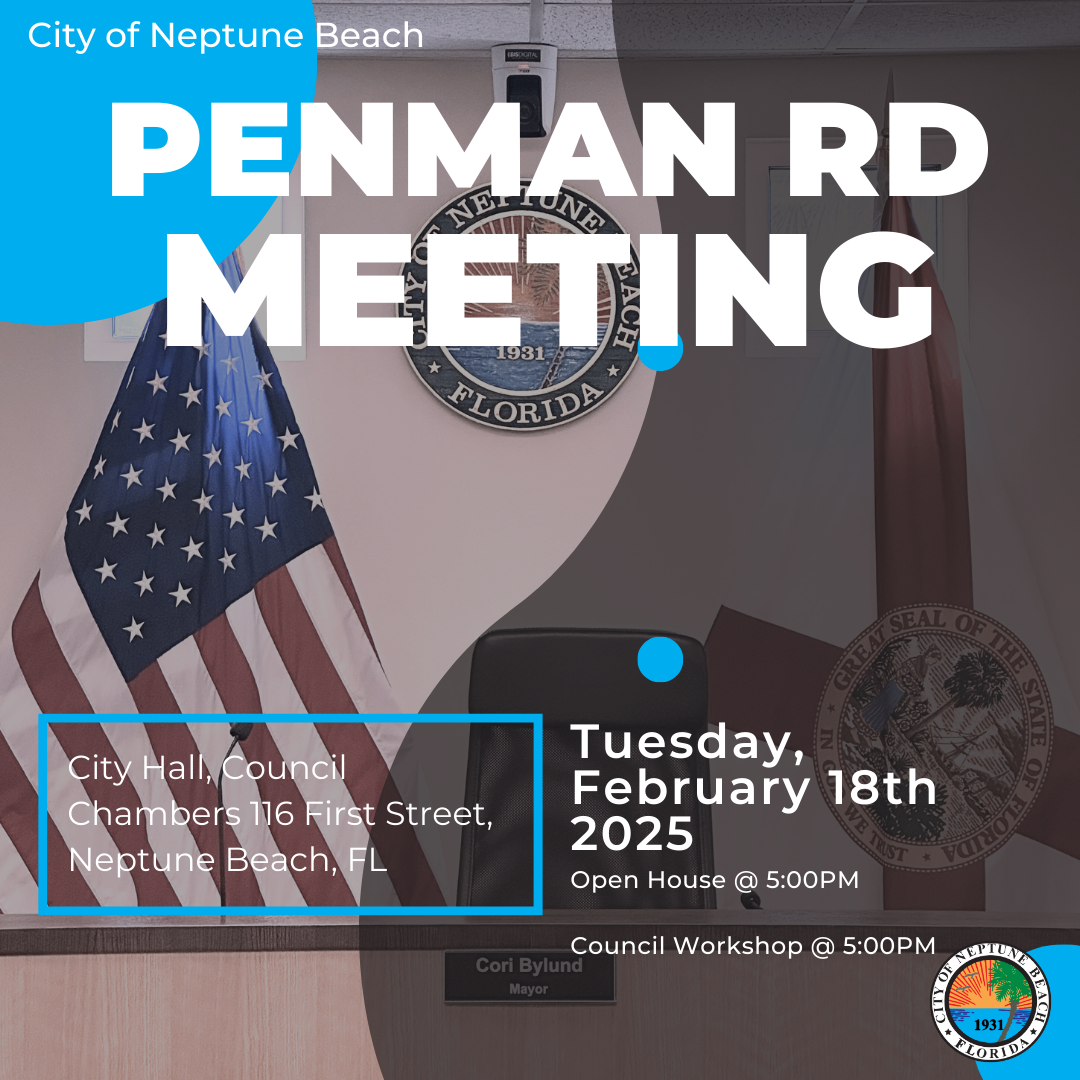 City of Neptune Beach
PENMAN RD
MEETING
CITY OF NEPTUNE BEACH
1931
FLORIDA
GREAT SEAL OF THE STATE OF FLORIDA
IN WE TRUST
City Hall, Council
Chambers 116 First Street,
Neptune Beach, FL
Tuesday,
February 18th
2025
Open House @ 5:00PM
Council Workshop @ 5:00PM
Cori Bylund
Mayor
CITY OF NEPTUNE BEACH
1931
FLORIDA